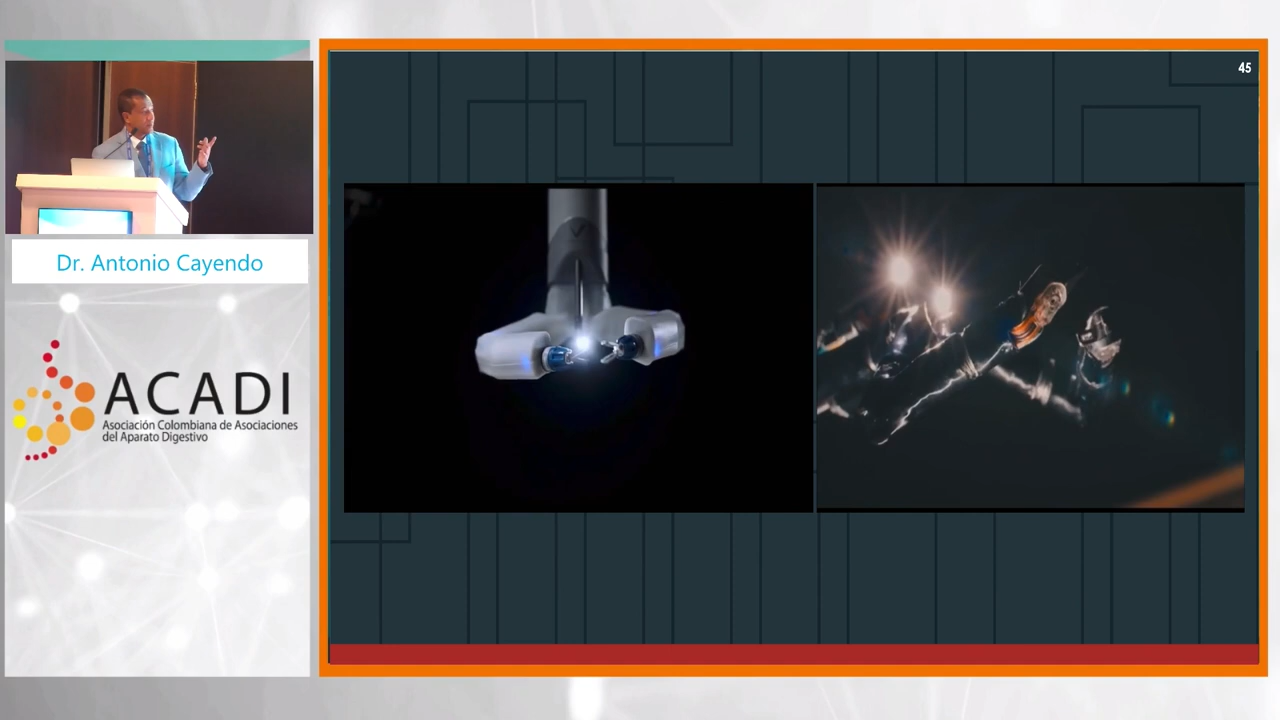 45
Dr. Antonio Cayendo
ACADI
Asociación Colombiana de Asociaciones
del Aparato Digestivo